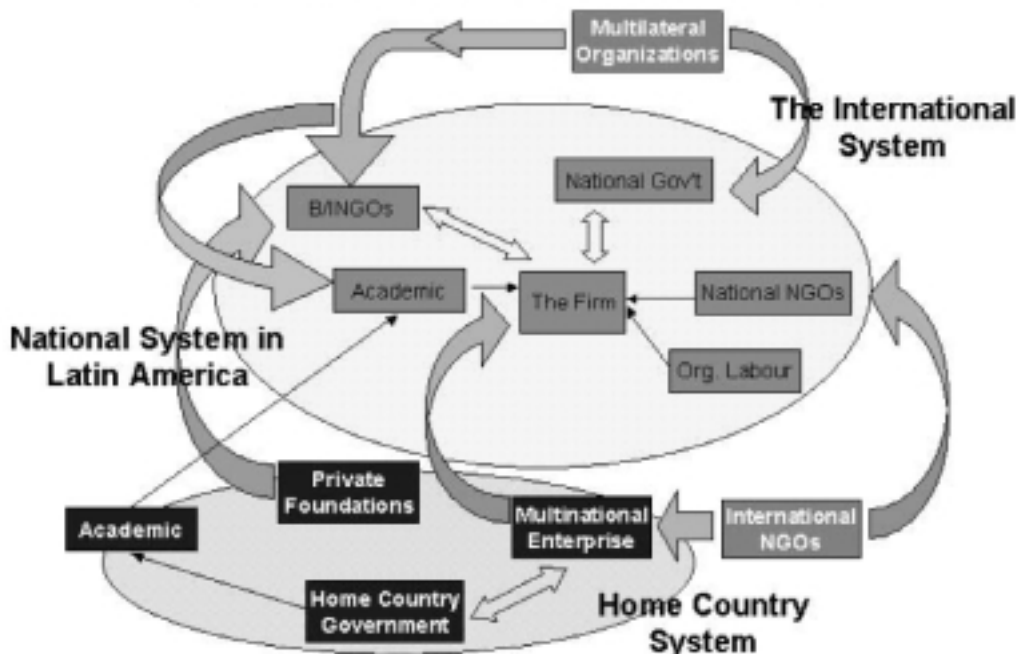 Multilateral
Organizations
The International
System
National Gov't
B/INGOs
Academic
The Firm
National NGOs
National System in
Latin America
Org. Labour
Private
Foundations
Academic
Multinational
Enterprise
International
NGOs
Home Country
Government
Home Country
System